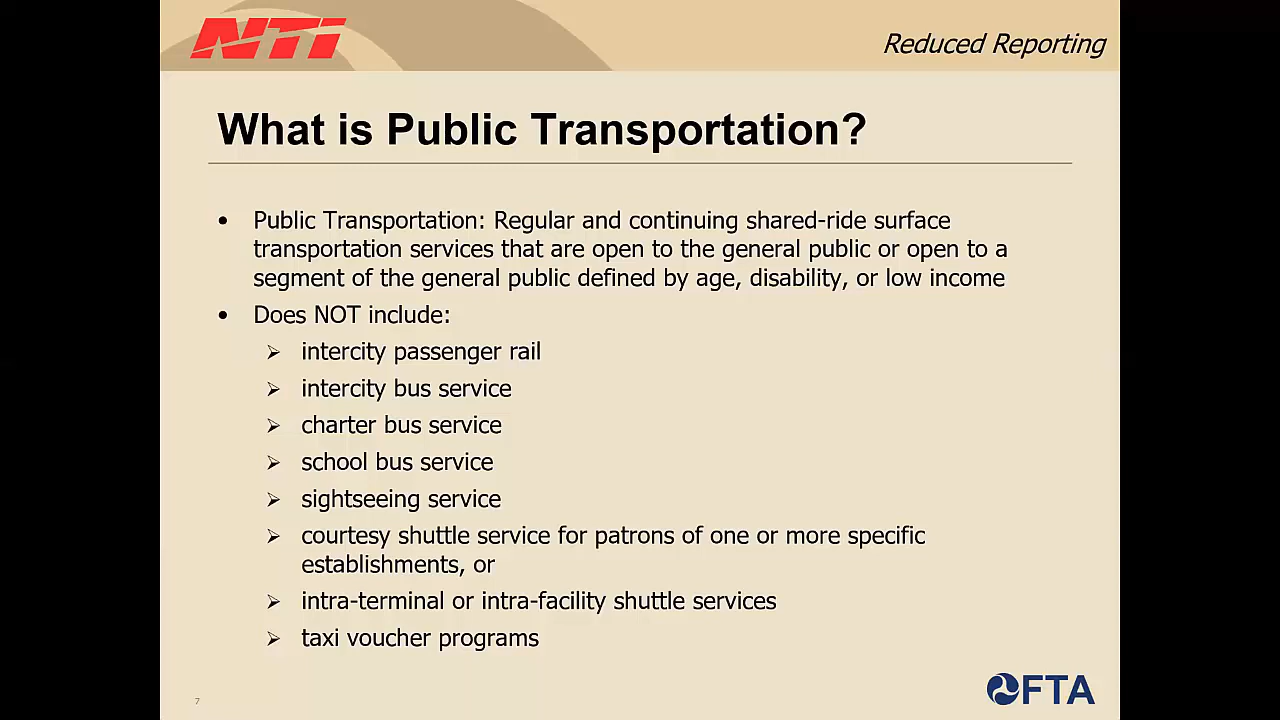 NTI
Reduced Reporting
What is Public Transportation?
• Public Transportation: Regular and continuing shared-ride surface
transportation services that are open to the general public or open to a
segment of the general public defined by age, disability, or low income
• Does NOT include:
➢ intercity passenger rail
➢ intercity bus service
➢ charter bus service
➢ school bus service
➢ sightseeing service
➢ courtesy shuttle service for patrons of one or more specific
establishments, or
➢ intra-terminal or intra-facility shuttle services
➢ taxi voucher programs
7
FTA